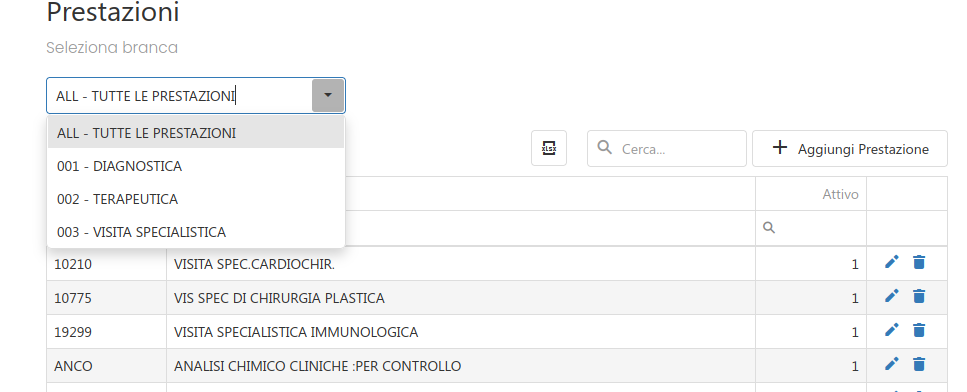 Prestazioni
Seleziona branca
ALL - TUTTE LE PRESTAZIONI
ALL - TUTTE LE PRESTAZIONI
001 - DIAGNOSTICA
002 - TERAPEUTICA
003 - VISITA SPECIALISTICA
xlsx Cerca... + Aggiungi Prestazione
Attivo
10210 VISITA SPEC.CARDIOCHIR. 1
10775 VIS SPEC DI CHIRURGIA PLASTICA 1
19299 VISITA SPECIALISTICA IMMUNOLOGICA 1
ANCO ANALISI CHIMICO CLINICHE :PER CONTROLLO 1